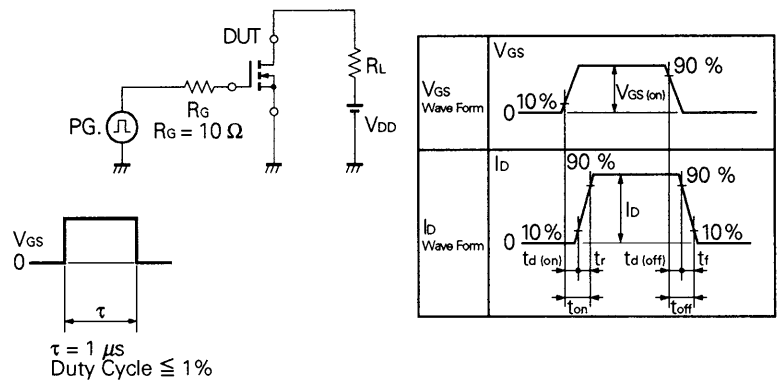 DUT
RL
RG
PG.
RG = 10 Ω
VDD
VGS
0
τ
τ = 1 μs
Duty Cycle ≦ 1%
VGS
Wave Form
VGS
90 %
10%
VGS (on)
0
ID
Wave Form
ID
90 %
90 %
ID
10%
10%
0
td (on)
tr
td (off)
tf
ton
toff